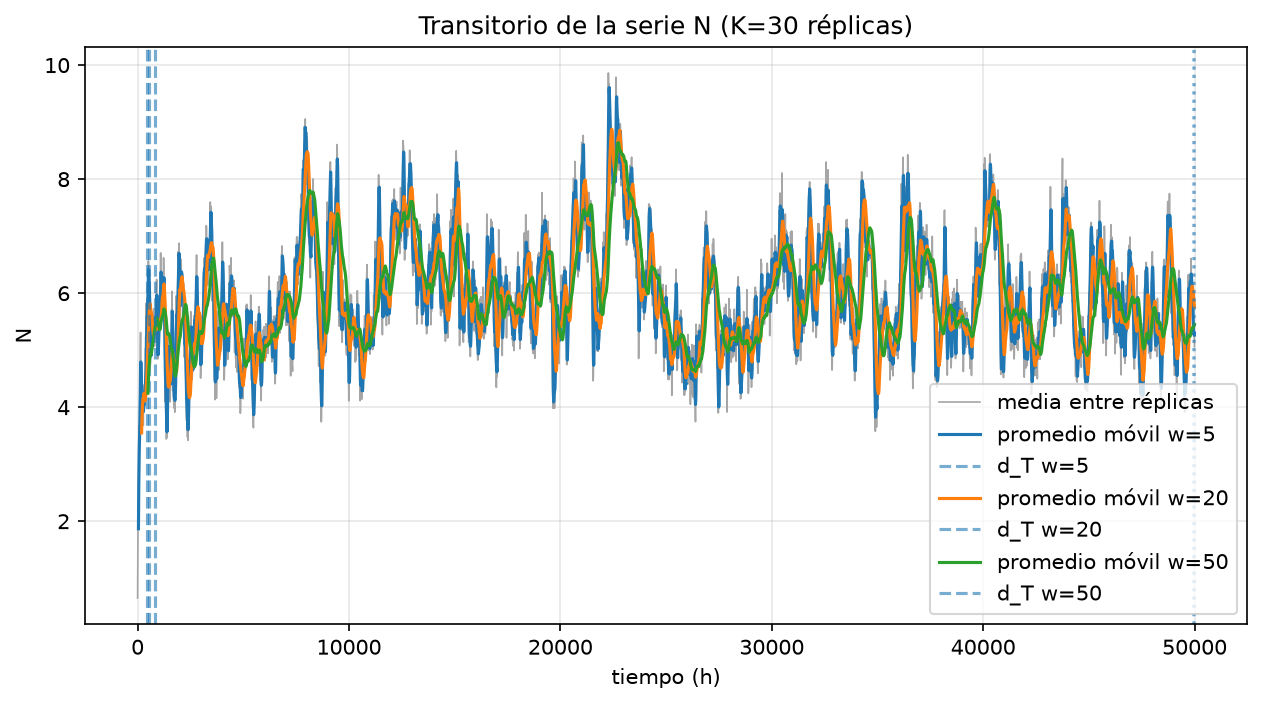 Transitorio de la serie N (K=30 réplicas)
10
8
6
4
2
N
0
10000
20000
30000
40000
50000
tiempo (h)
media entre réplicas
promedio móvil w=5
d_T w=5
promedio móvil w=20
d_T w=20
promedio móvil w=50
d_T w=50